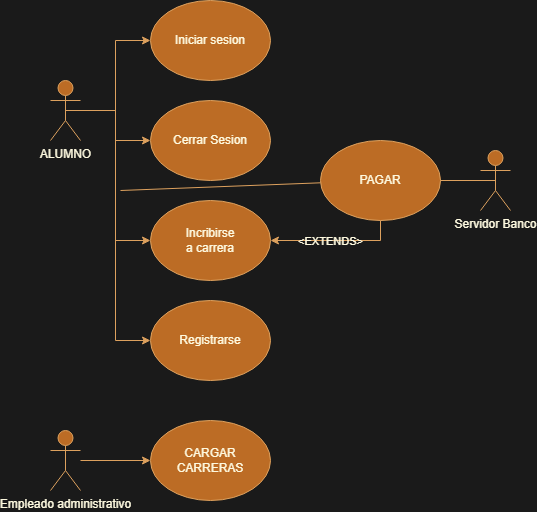 Iniciar sesion
ALUMNO
Cerrar Sesion
PAGAR
Servidor Banco
Incribirse
a carrera
<EXTENDS>
Registrarse
CARGAR
CARRERAS
Empleado administrativo